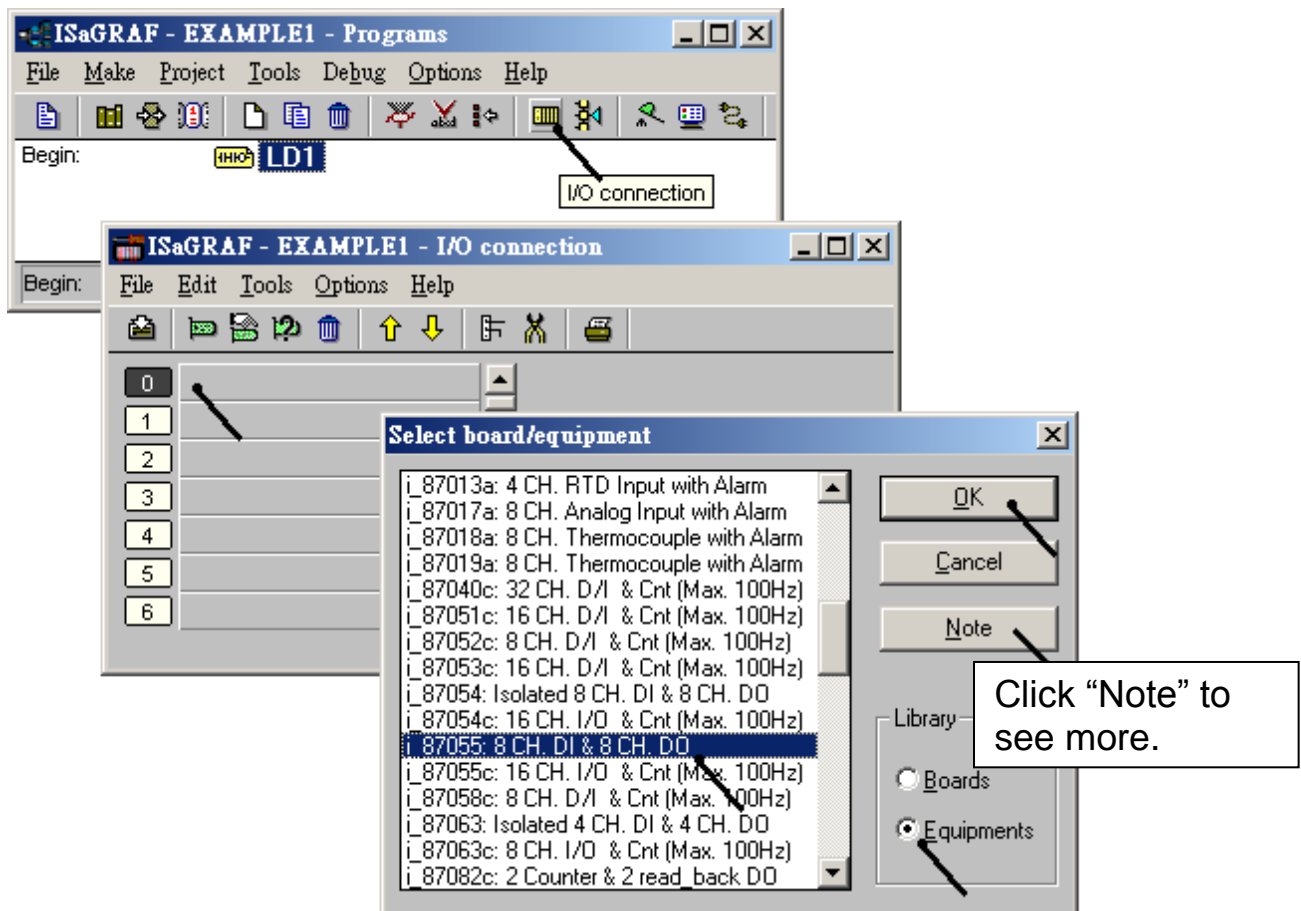 ISaGRAF - EXAMPLE1 - Programs
File Make Project Tools Debug Options Help
Begin: LD1
I/O connection
Begin:
ISaGRAF - EXAMPLE1 - I/O connection
File Edit Tools Options Help
0
1
2
3
4
5
6
Select board/equipment
i_87013a: 4 CH. RTD Input with Alarm
i_87017a: 8 CH. Analog Input with Alarm
i_87018a: 8 CH. Thermocouple with Alarm
i_87019a: 8 CH. Thermocouple with Alarm
i_87040c: 32 CH. D/I & Cnt (Max. 100Hz)
i_87051c: 16 CH. D/I & Cnt (Max. 100Hz)
i_87052c: 8 CH. D/I & Cnt (Max. 100Hz)
i_87053c: 16 CH. D/I & Cnt (Max. 100Hz)
i_87054: Isolated 8 CH. DI & 8 CH. DO
i_87054c: 16 CH. I/O & Cnt (Max. 100Hz)
i_87055: 8 CH. DI & 8 CH. DO
i_87055c: 16 CH. I/O & Cnt (Max. 100Hz)
i_87058c: 8 CH. D/I & Cnt (Max. 100Hz)
i_87063: Isolated 4 CH. DI & 4 CH. DO
i_87063c: 8 CH. I/O & Cnt (Max. 100Hz)
i_87082c: 2 Counter & 2 read_back DO
OK
Cancel
Note
Click “Note” to
see more.
Library
Boards
Equipments